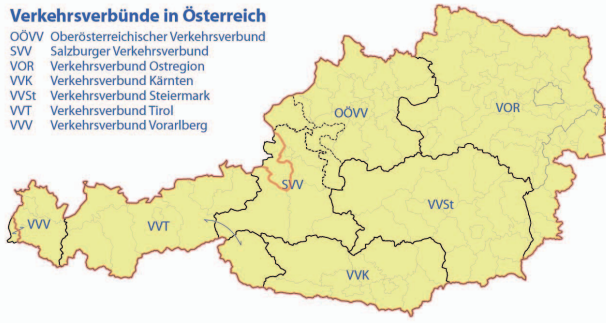 Verkehrsverbünde in Österreich
OÖVV Oberösterreichischer Verkehrsverbund
SVV Salzburger Verkehrsverbund
VOR Verkehrsverbund Ostregion
VVK Verkehrsverbund Kärnten
VVSt Verkehrsverbund Steiermark
VVT Verkehrsverbund Tirol
VVV Verkehrsverbund Vorarlberg
OÖVV
VOR
SVV
VVSt
VVV
VVT
VVK